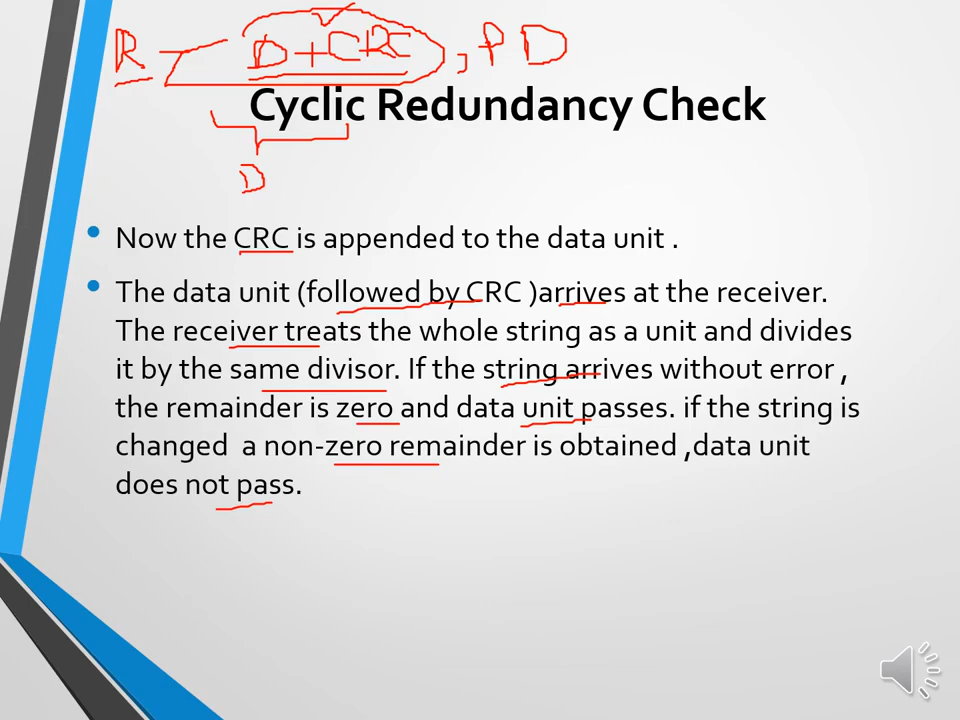 R - D+CRC , PD
Cyclic Redundancy Check
D
• Now the CRC is appended to the data unit .
• The data unit (followed by CRC )arrives at the receiver.
The receiver treats the whole string as a unit and divides
it by the same divisor. If the string arrives without error ,
the remainder is zero and data unit passes. if the string is
changed a non-zero remainder is obtained ,data unit
does not pass.